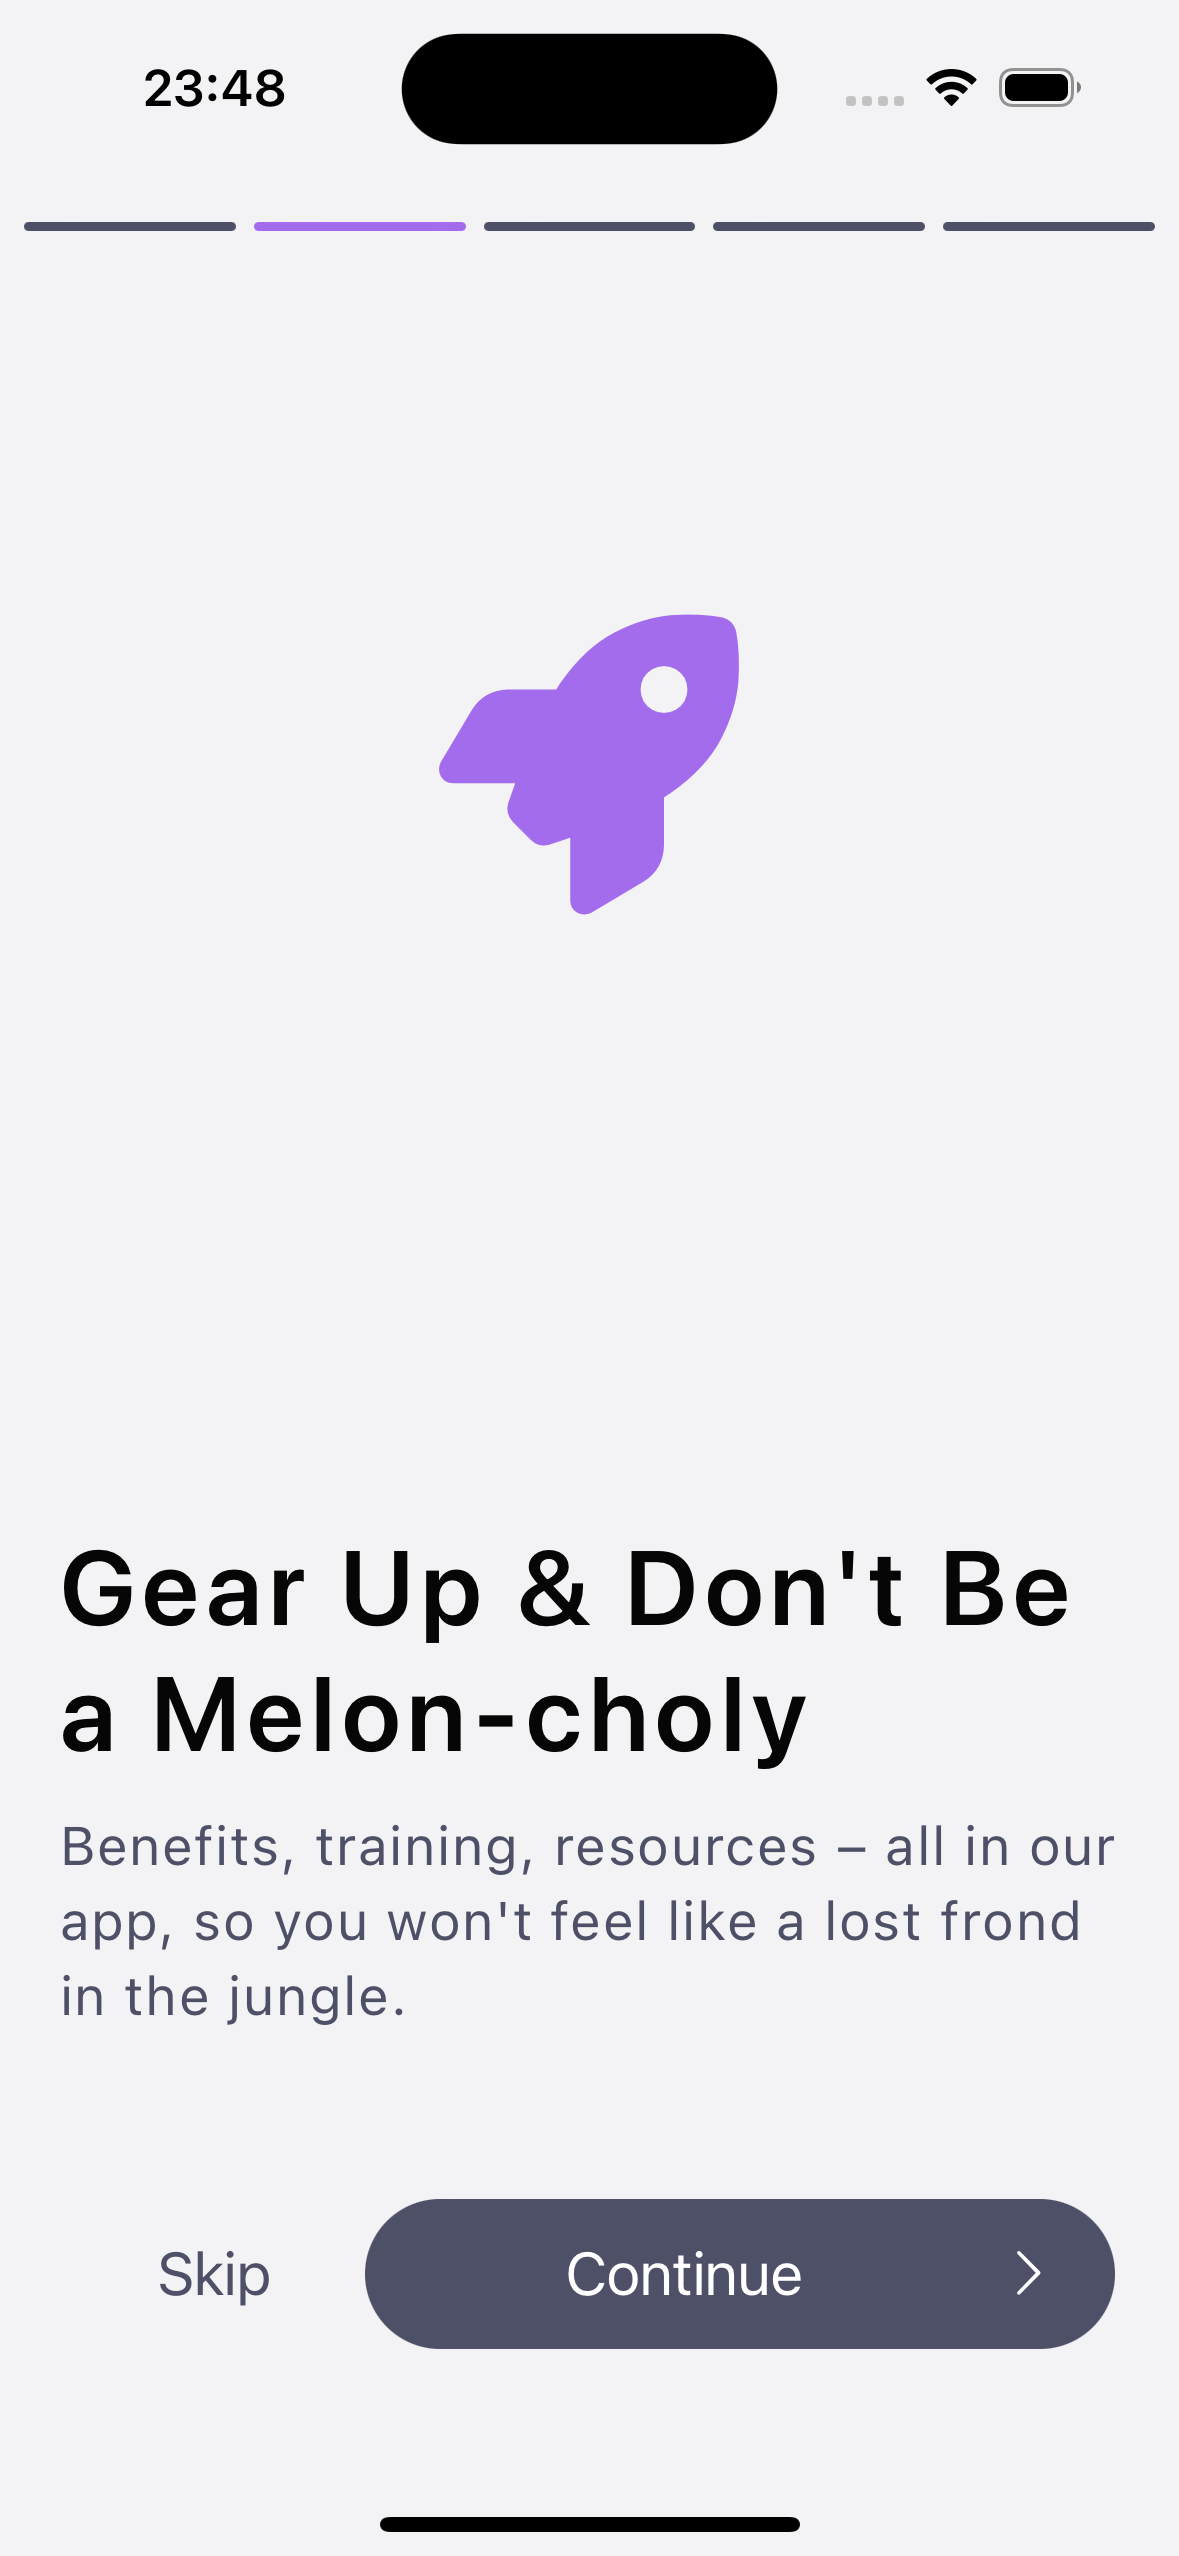 23:48
Gear Up & Don't Be
a Melon-choly
Benefits, training, resources – all in our
app, so you won't feel like a lost frond
in the jungle.
Skip
Continue